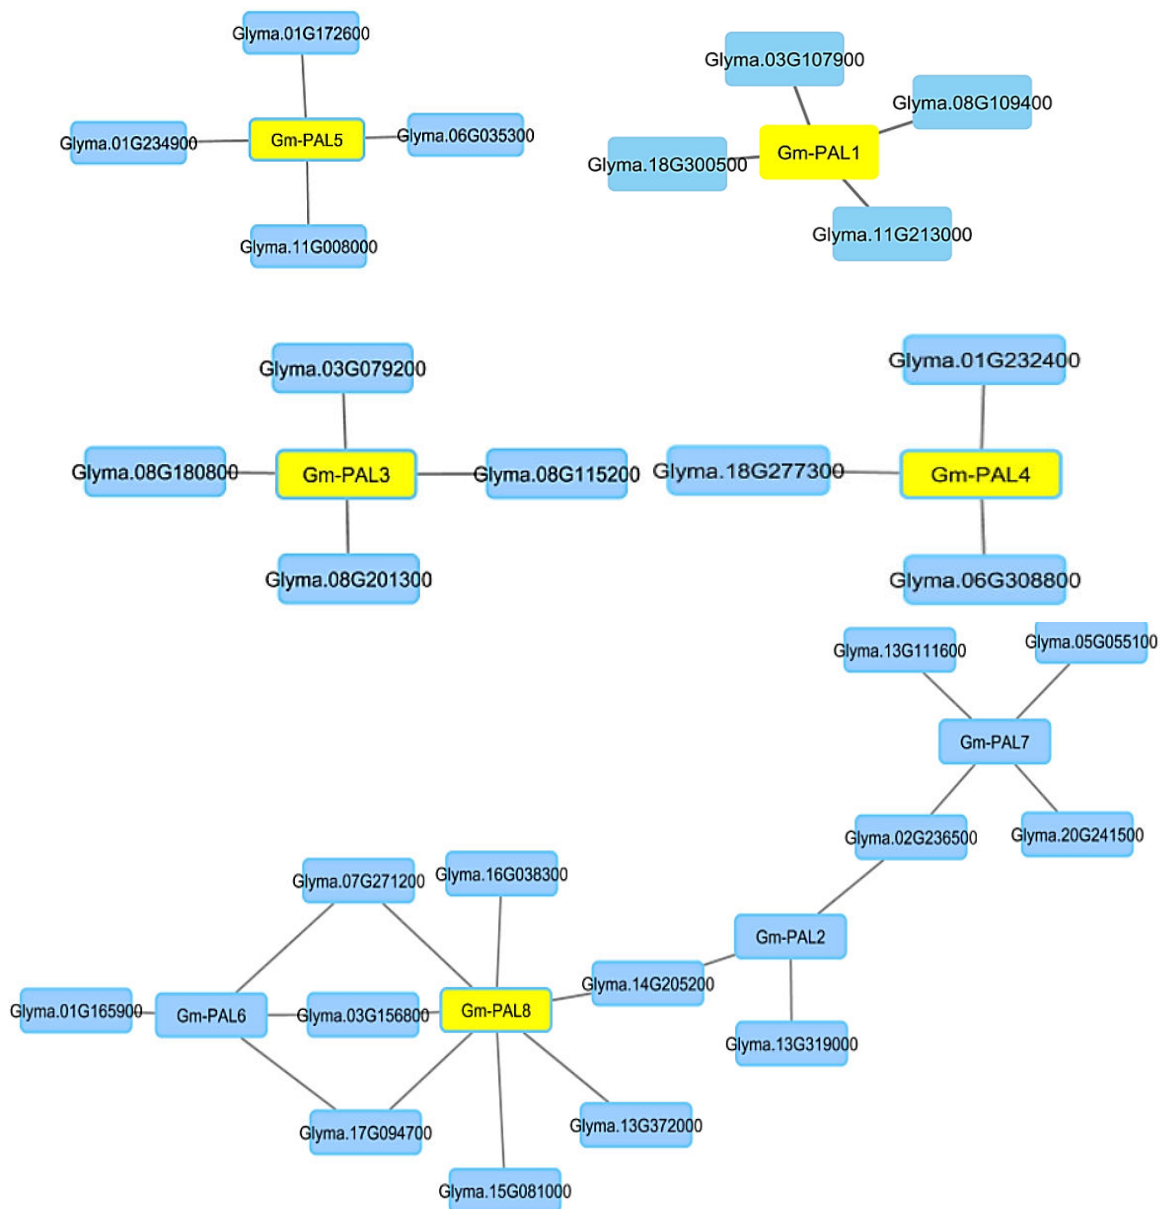 Glyma.01G172600
Glyma.01G234900
Gm-PAL5
Glyma.06G035300
Glyma.11G008000
Glyma.03G107900
Glyma.08G109400
Gm-PAL1
Glyma.18G300500
Glyma.11G213000
Glyma.03G079200
Glyma.08G180800
Gm-PAL3
Glyma.08G115200
Glyma.08G201300
Glyma.01G232400
Glyma.18G277300
Gm-PAL4
Glyma.06G308800
Glyma.13G111600
Glyma.05G055100
Gm-PAL7
Glyma.02G236500
Glyma.20G241500
Glyma.07G271200
Glyma.16G038300
Gm-PAL2
Glyma.14G205200
Glyma.01G165900
Gm-PAL6
Glyma.03G156800
Gm-PAL8
Glyma.13G319000
Glyma.17G094700
Glyma.13G372000
Glyma.15G081000